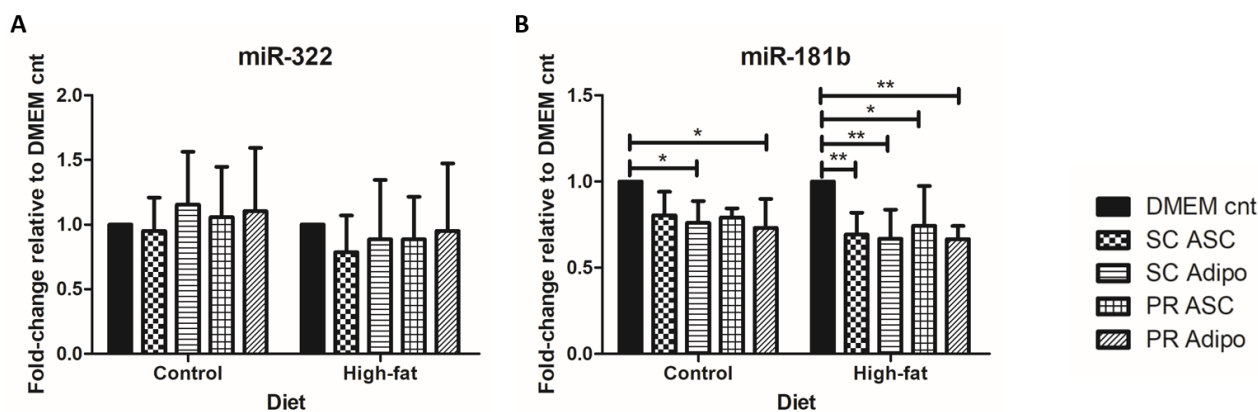 A
miR-322
Fold-change relative to DMEM cnt
2.0
1.5
1.0
0.5
0.0
Control
High-fat
Diet
B
miR-181b
Fold-change relative to DMEM cnt
1.5
1.0
0.5
0.0
*
*
**
*
**
**
Control
High-fat
Diet
DMEM cnt
SC ASC
SC Adipo
PR ASC
PR Adipo